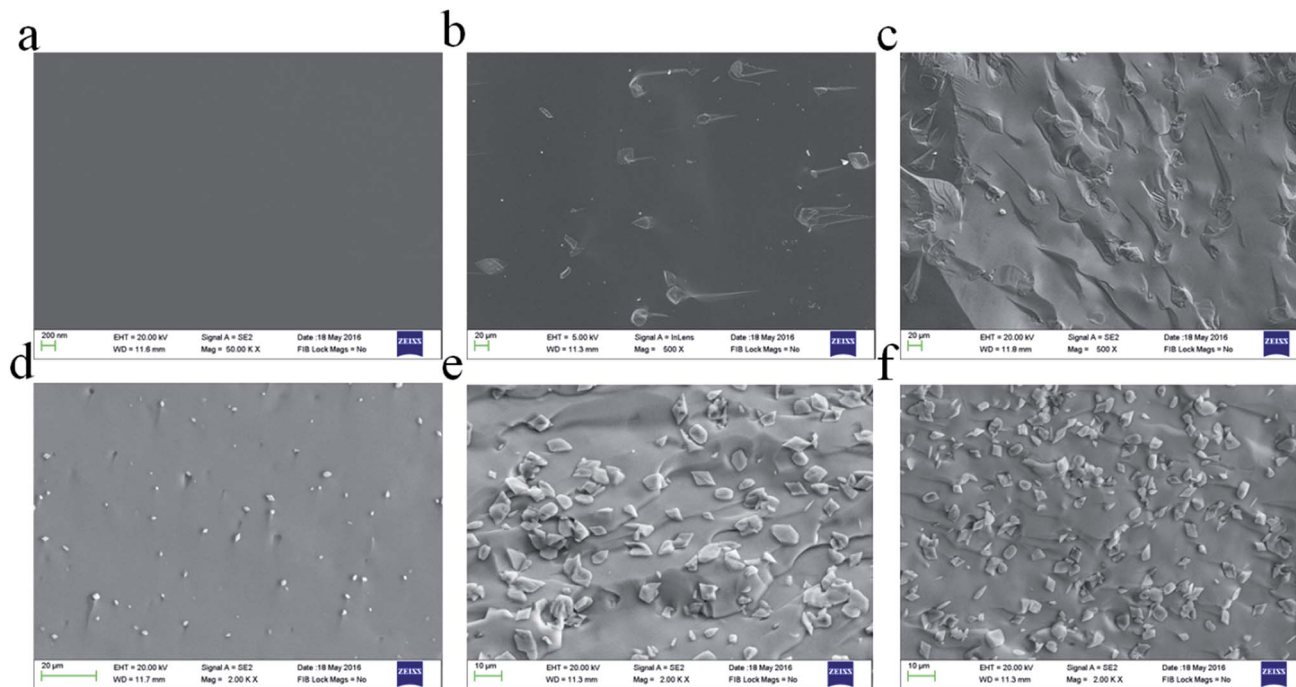 a
b
c
200 nm EHT = 20.00 kV Signal A = SE2 Date :18 May 2016 ZEISS
WD = 11.6 mm Mag = 50.00 K X FIB Lock Mags = No
20 µm EHT = 5.00 kV Signal A = InLens Date :18 May 2016 ZEISS
WD = 11.3 mm Mag = 500 X FIB Lock Mags = No
20 µm EHT = 20.00 kV Signal A = SE2 Date :18 May 2016 ZEISS
WD = 11.8 mm Mag = 500 X FIB Lock Mags = No
d
e
f
20 µm EHT = 20.00 kV Signal A = SE2 Date :18 May 2016 ZEISS
WD = 11.7 mm Mag = 2.00 K X FIB Lock Mags = No
10 µm EHT = 20.00 kV Signal A = SE2 Date :18 May 2016 ZEISS
WD = 11.3 mm Mag = 2.00 K X FIB Lock Mags = No
10 µm EHT = 20.00 kV Signal A = SE2 Date :18 May 2016 ZEISS
WD = 11.3 mm Mag = 2.00 K X FIB Lock Mags = No